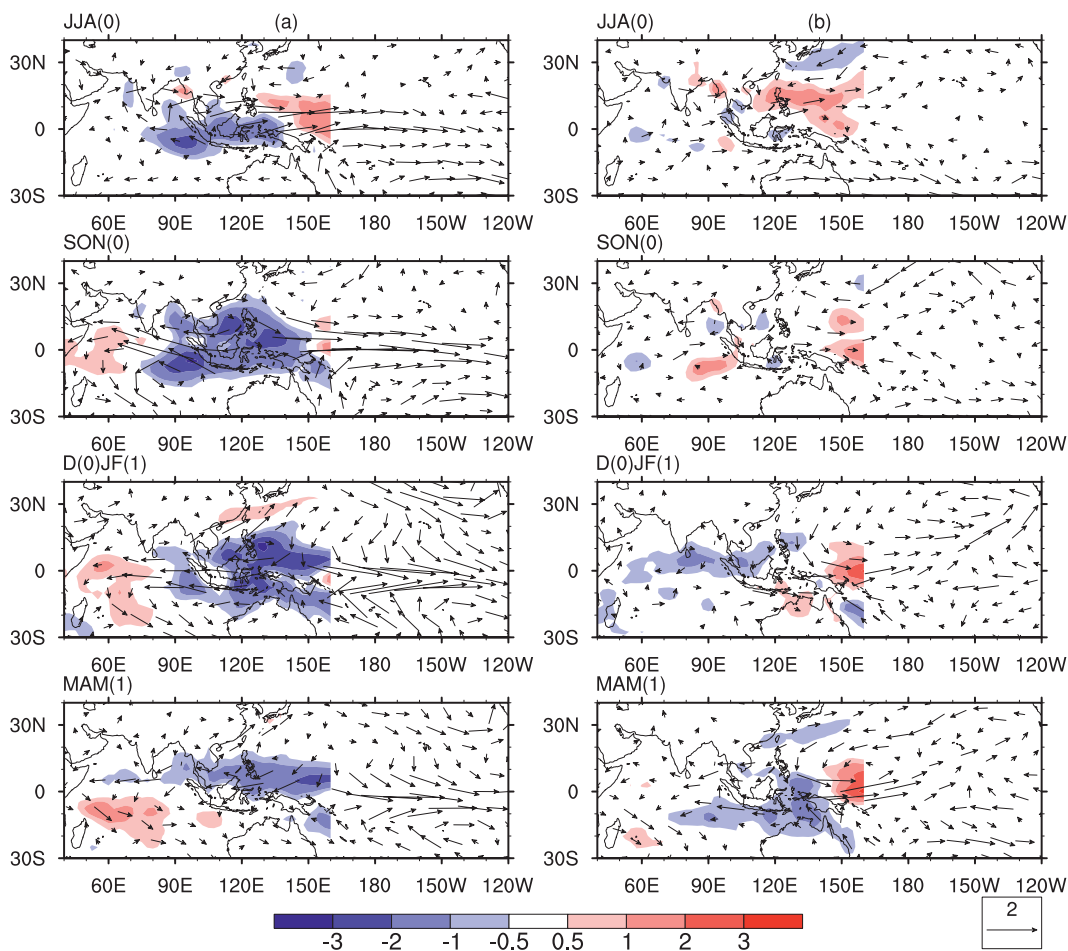 JJA(0) (a) JJA(0) (b)
30N 30N
0 0
30S 30S
60E 90E 120E 150E 180 150W 120W 60E 90E 120E 150E 180 150W 120W
SON(0) SON(0)
30N 30N
0 0
30S 30S
60E 90E 120E 150E 180 150W 120W 60E 90E 120E 150E 180 150W 120W
D(0)JF(1) D(0)JF(1)
30N 30N
0 0
30S 30S
60E 90E 120E 150E 180 150W 120W 60E 90E 120E 150E 180 150W 120W
MAM(1) MAM(1)
30N 30N
0 0
30S 30S
60E 90E 120E 150E 180 150W 120W 60E 90E 120E 150E 180 150W 120W
2
-3 -2 -1 -0.5 0.5 1 2 3